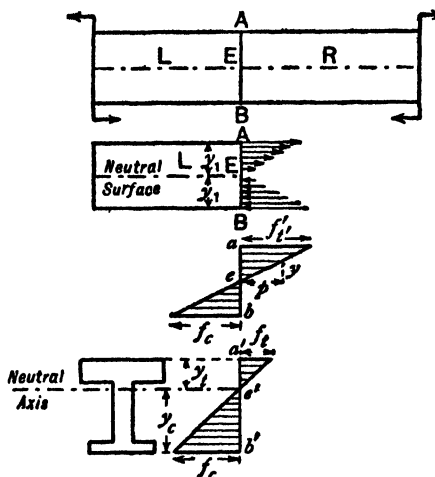 A
L E R
B
A
Neutral L y₁ E
Surface y₁
B
f′t′
a
e p y
fc b
a′ ft
Neutral yt
Axis e′
yc
b′
fc